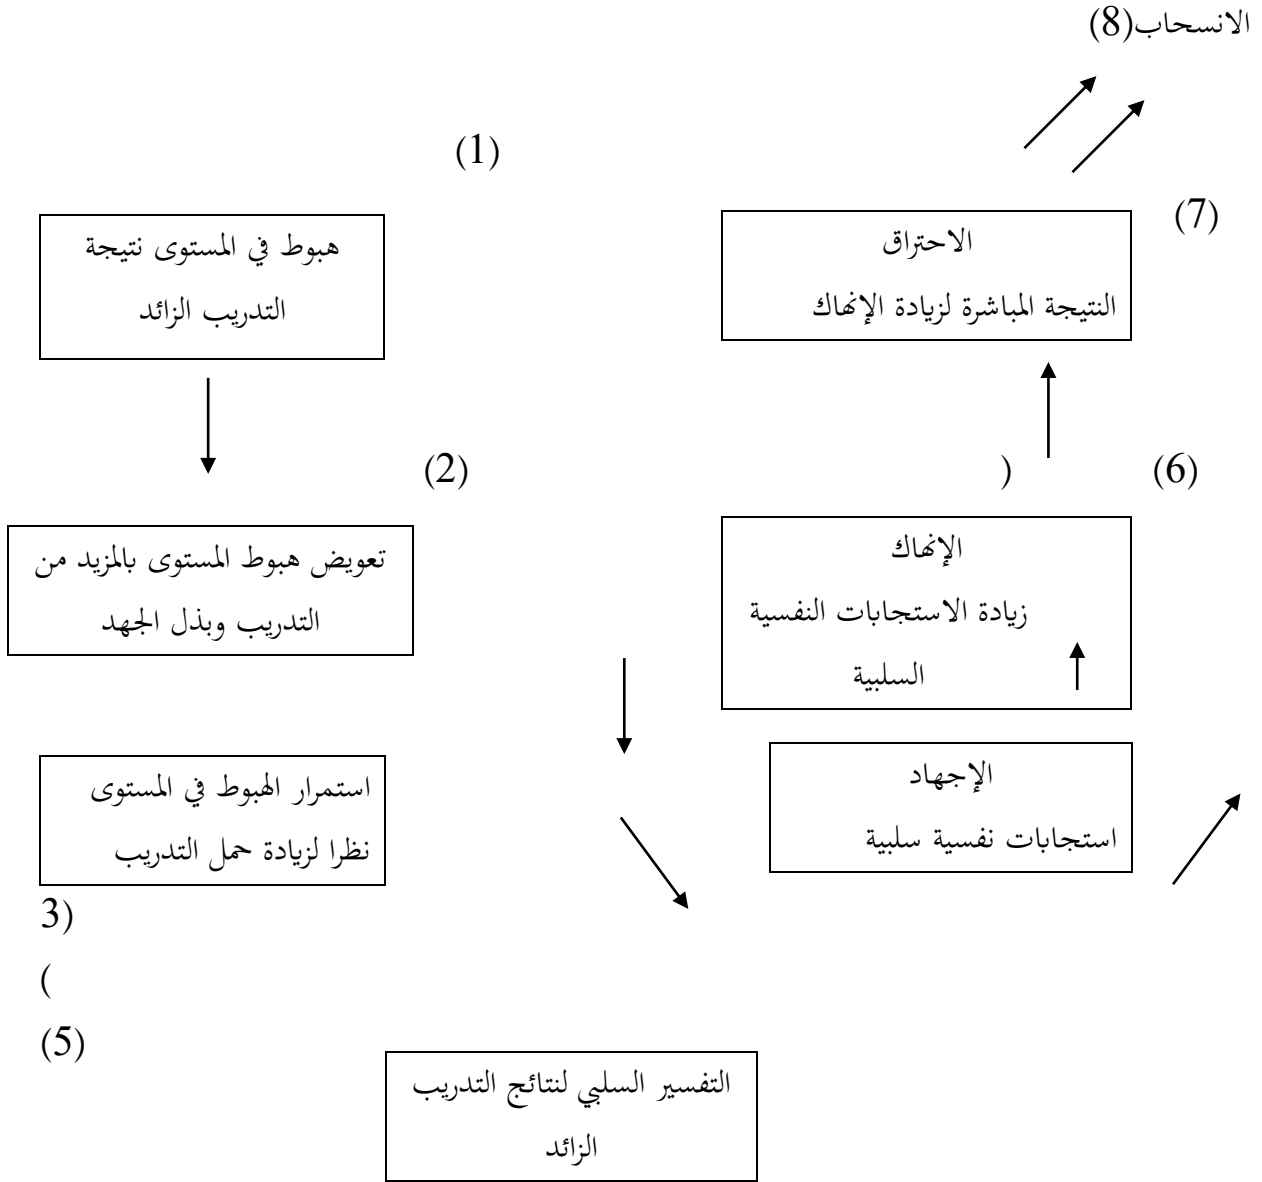 الانسحاب(8)
(1)
(7)
الاحتراق
النتيجة المباشرة لزيادة الإنهاك
هبوط في المستوى نتيجة
التدريب الزائد
(2)
(
(6)
الإنهاك
زيادة الاستجابات النفسية
السلبية
تعويض هبوط المستوى بالمزيد من
التدريب وبذل الجهد
الإجهاد
استجابات نفسية سلبية
استمرار الهبوط في المستوى
نظرا لزيادة حمل التدريب
3)
(
(5)
التفسير السلبي لنتائج التدريب
الزائد